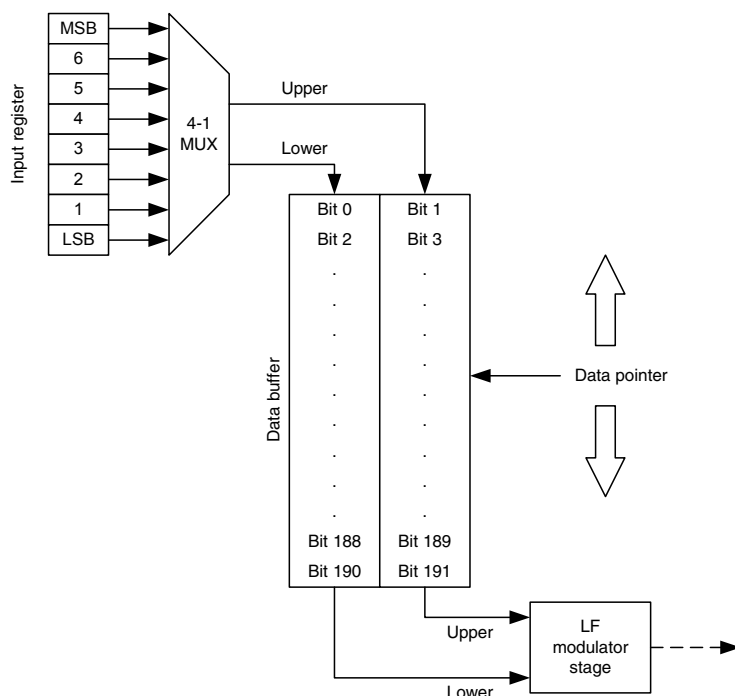 Input register
MSB
6
5
4
3
2
1
LSB
4-1
MUX
Upper
Lower
Data buffer
Bit 0 Bit 1
Bit 2 Bit 3
. .
. .
. .
. .
. .
. .
. .
. .
. .
Bit 188 Bit 189
Bit 190 Bit 191
Data pointer
Upper
Lower
LF
modulator
stage